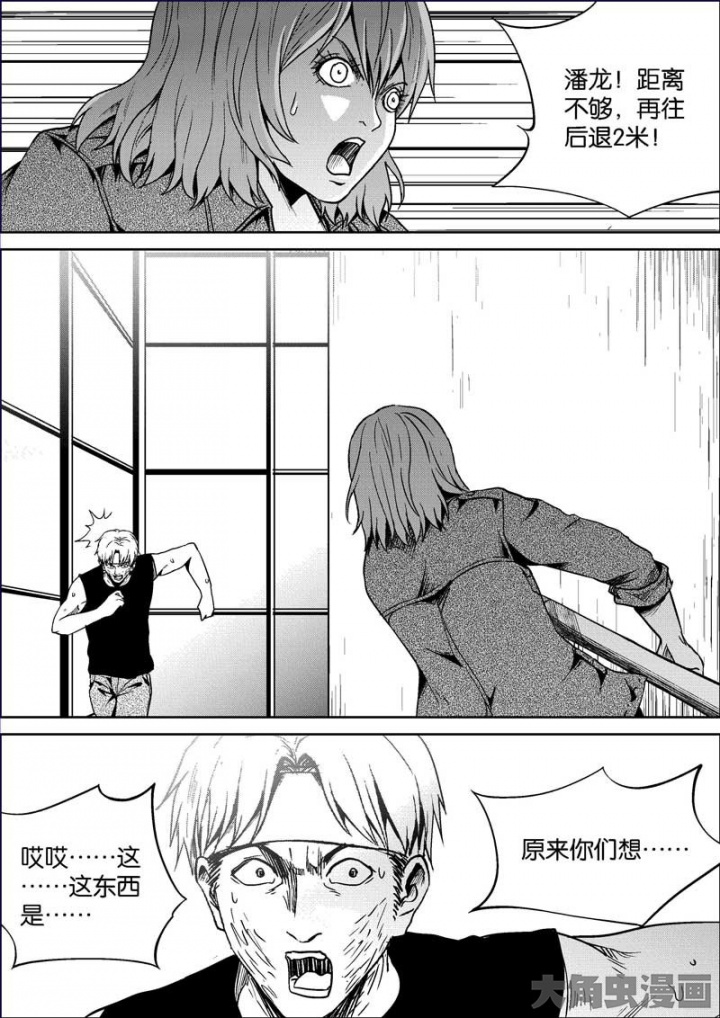 潘龙！距离
不够，再往
后退2米！
哎哎……这
……这东西
是……
原来你们想……
大角虫漫画